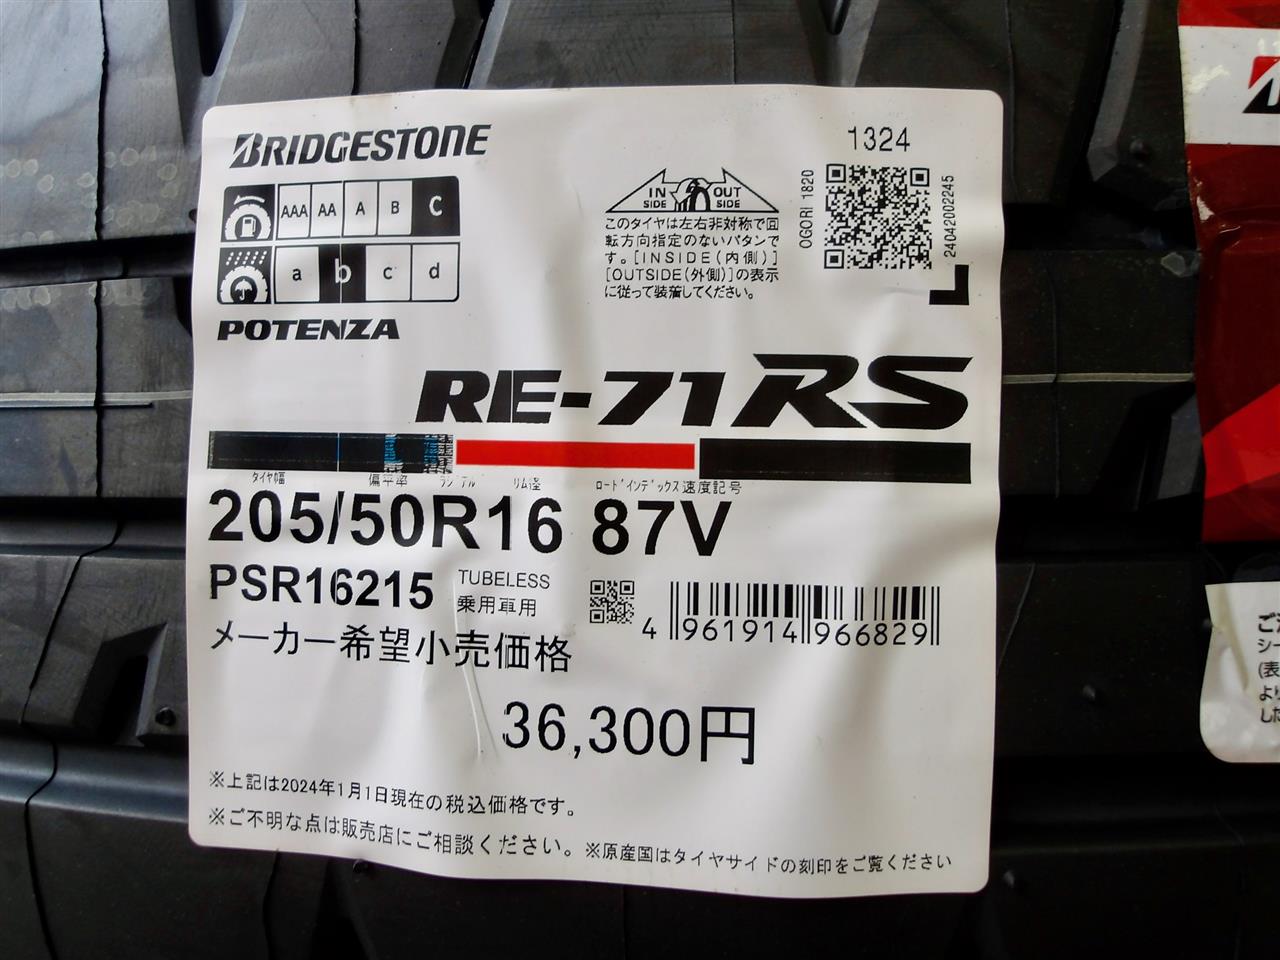 BRIDGESTONE
1324
AAA AA A B C
a b c d
IN SIDE OUT SIDE
このタイヤは左右非対称で回
転方向指定のないパタンで
す。[INSIDE(内側)]
[OUTSIDE(外側)]の表示
に従って装着してください。
OGORI 1820
24042002245
POTENZA
RE-71RS
タイヤ幅 偏平率 ラジアル リム径 ロードインデックス 速度記号
205/50R16 87V
PSR16215 TUBELESS
乗用車用
4 961914 966829
メーカー希望小売価格
36,300円
※上記は2024年1月1日現在の税込価格です。
※ご不明な点は販売店にご相談ください。※原産国はタイヤサイドの刻印をご覧ください
シー
(表
より
した